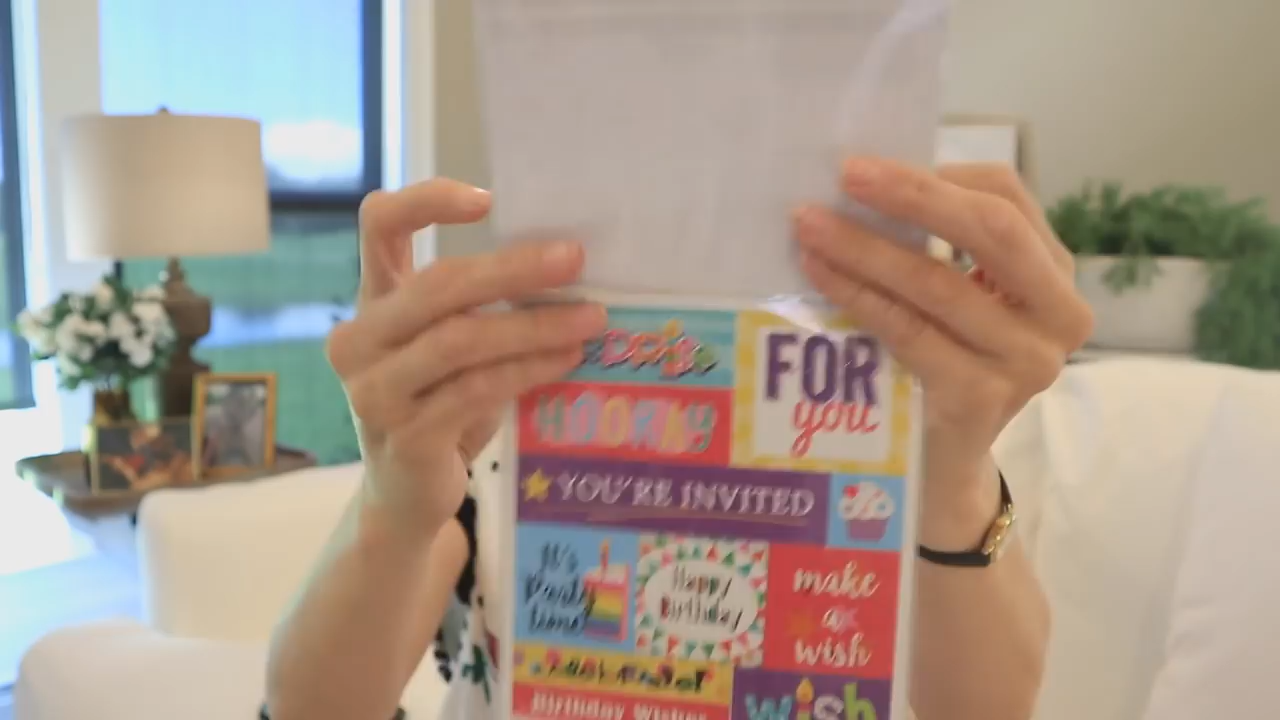 HOORAY
FOR
you
YOU'RE INVITED
It's
Party
time!
Happy
Birthday
make
a
wish
Birthday Wishes
Wish